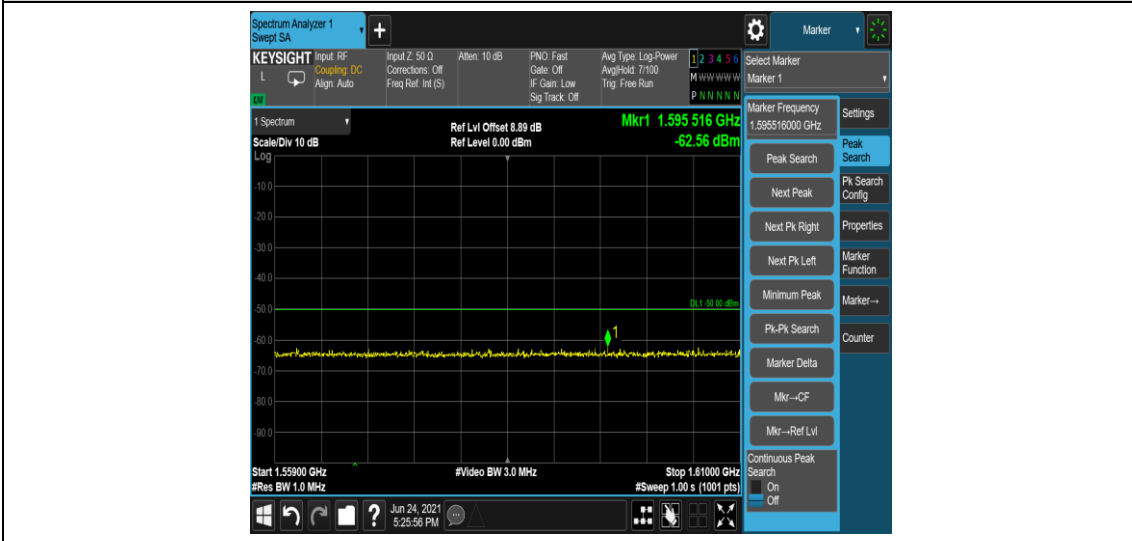 Spectrum Analyzer 1
Swept SA
+
Marker
KEYSIGHT
L
LXI
Input: RF
Coupling: DC
Align: Auto
Input Z: 50 Ω
Corrections: Off
Freq Ref: Int (S)
Atten: 10 dB
PNO: Fast
Gate: Off
IF Gain: Low
Sig Track: Off
Avg Type: Log-Power
Avg|Hold: 7/100
Trig: Free Run
1 2 3 4 5 6
M W W W W W
P N N N N N
Select Marker
Marker 1
1 Spectrum
Scale/Div 10 dB
Log
Ref Lvl Offset 8.89 dB
Ref Level 0.00 dBm
Mkr1 1.595 516 GHz
-62.56 dBm
-10.0
-20.0
-30.0
-40.0
-50.0
-60.0
-70.0
-80.0
-90.0
DL1 -50.00 dBm
1
Start 1.55900 GHz
#Res BW 1.0 MHz
#Video BW 3.0 MHz
Stop 1.61000 GHz
#Sweep 1.00 s (1001 pts)
Marker Frequency
1.595516000 GHz
Peak Search
Next Peak
Next Pk Right
Next Pk Left
Minimum Peak
Pk-Pk Search
Marker Delta
Mkr→CF
Mkr→Ref Lvl
Continuous Peak
Search
On
Off
Settings
Peak
Search
Pk Search
Config
Properties
Marker
Function
Marker→
Counter
?
Jun 24, 2021
5:25:56 PM